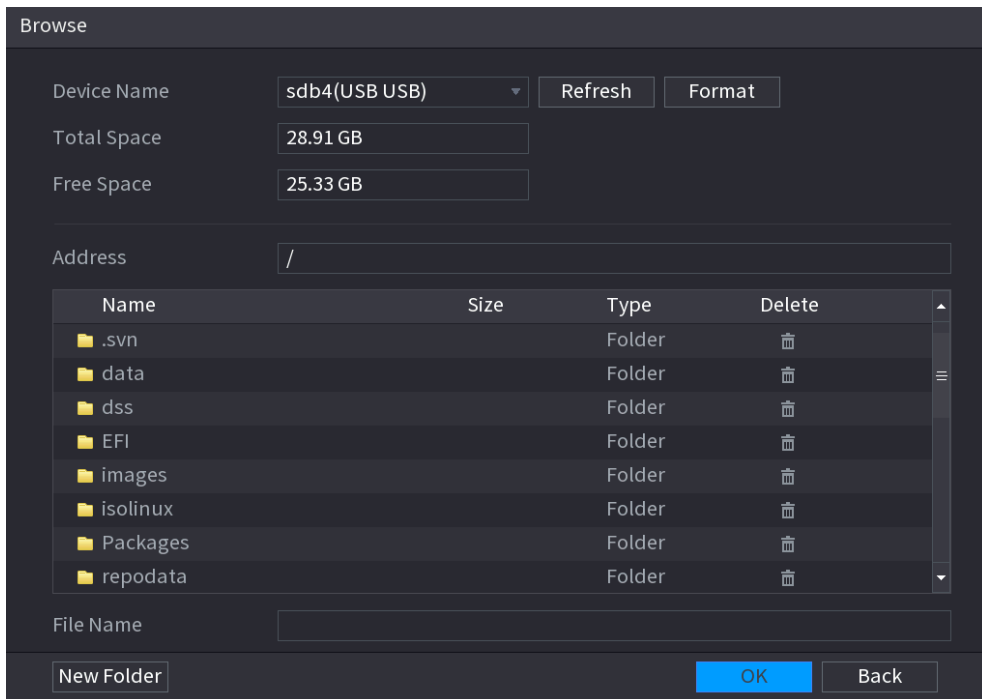 Browse
Device Name sdb4(USB USB) Refresh Format
Total Space 28.91 GB
Free Space 25.33 GB
Address /
Name Size Type Delete
.svn Folder
data Folder
dss Folder
EFI Folder
images Folder
isolinux Folder
Packages Folder
repodata Folder
File Name
New Folder OK Back